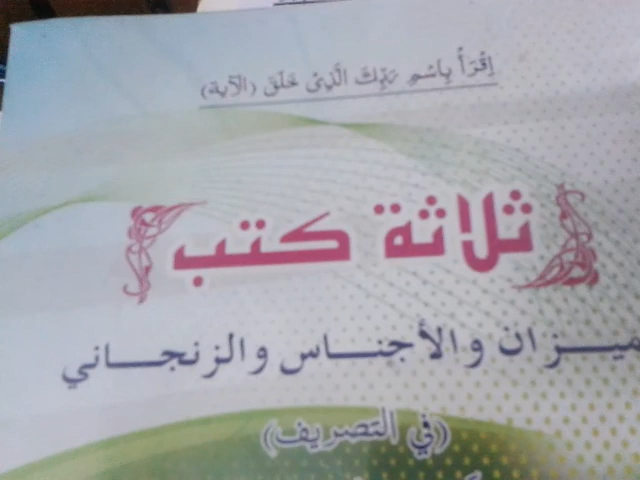 اِقْرَأْ بِاسْمِ رَبِّكَ الَّذِىْ خَلَقَ (الآية)
ثلاثة كتب
ميزان والأجناس والزنجاني
(في التصريف)